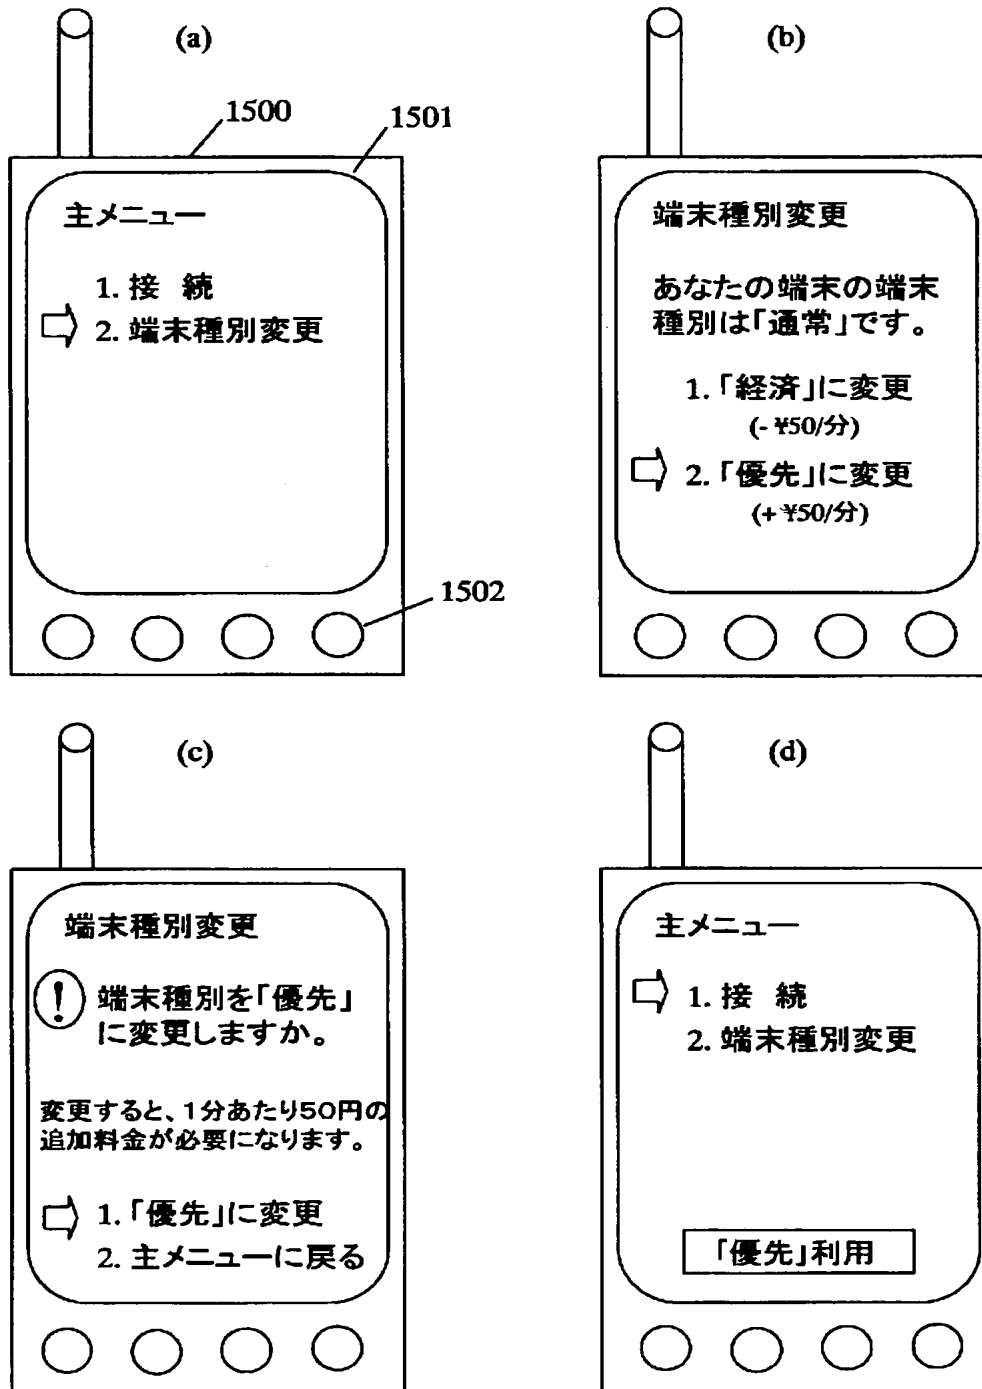 (a)
1500
1501
主メニュー
1. 接 続
2. 端末種別変更
1502
(b)
端末種別変更
あなたの端末の端末
種別は「通常」です。
1.「経済」に変更
(- ¥50/分)
2.「優先」に変更
(+ ¥50/分)
(c)
端末種別変更
! 端末種別を「優先」
に変更しますか。
変更すると、1分あたり50円の
追加料金が必要になります。
1.「優先」に変更
2. 主メニューに戻る
(d)
主メニュー
1. 接 続
2. 端末種別変更
「優先」利用